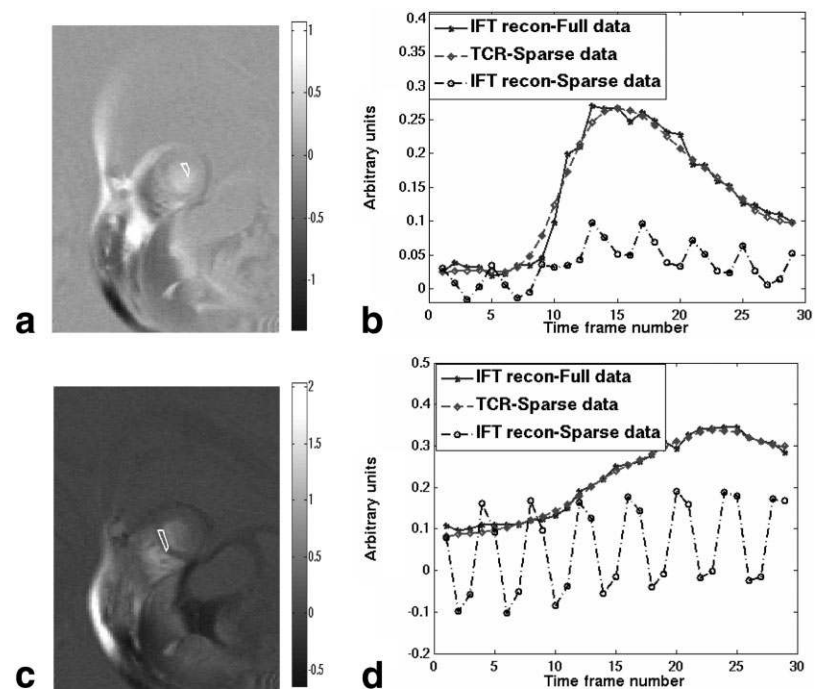 a
1
0.5
0
-0.5
-1
b
0.4
0.35
0.3
0.25
0.2
0.15
0.1
0.05
0
IFT recon-Full data
TCR-Sparse data
IFT recon-Sparse data
Arbitrary units
0 5 10 15 20 25 30
Time frame number
c
2
1.5
1
0.5
0
-0.5
d
0.5
0.4
0.3
0.2
0.1
0
-0.1
-0.2
IFT recon-Full data
TCR-Sparse data
IFT recon-Sparse data
Arbitrary units
0 5 10 15 20 25 30
Time frame number